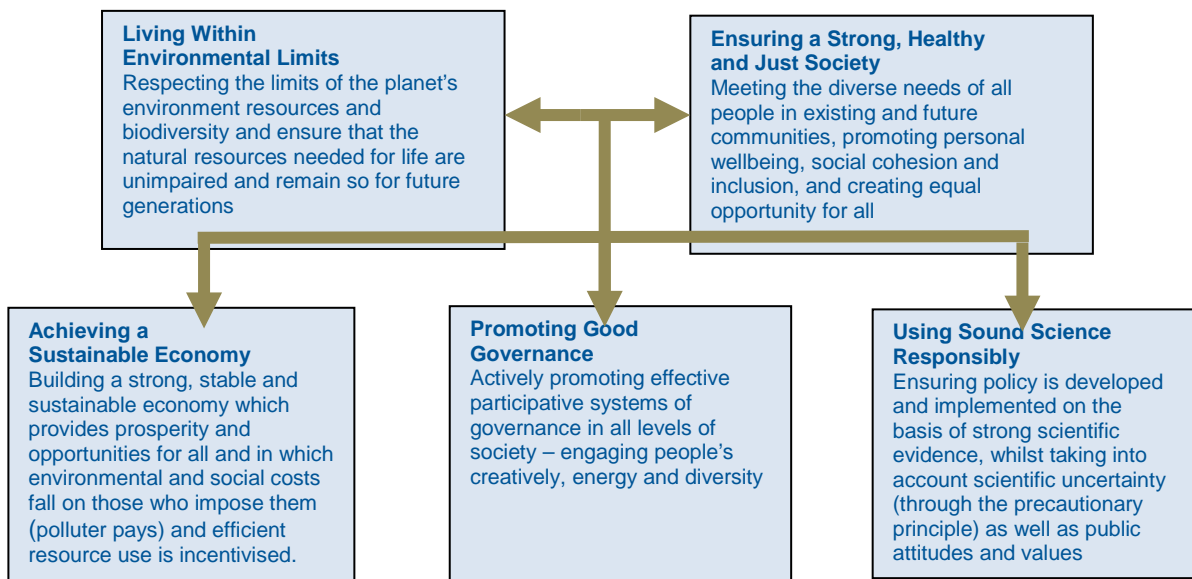 Living Within
Environmental Limits
Respecting the limits of the planet's
environment resources and
biodiversity and ensure that the
natural resources needed for life are
unimpaired and remain so for future
generations
Ensuring a Strong, Healthy
and Just Society
Meeting the diverse needs of all
people in existing and future
communities, promoting personal
wellbeing, social cohesion and
inclusion, and creating equal
opportunity for all
Achieving a
Sustainable Economy
Building a strong, stable and
sustainable economy which
provides prosperity and
opportunities for all and in which
environmental and social costs
fall on those who impose them
(polluter pays) and efficient
resource use is incentivised.
Promoting Good
Governance
Actively promoting effective
participative systems of
governance in all levels of
society – engaging people's
creatively, energy and diversity
Using Sound Science
Responsibly
Ensuring policy is developed
and implemented on the
basis of strong scientific
evidence, whilst taking into
account scientific uncertainty
(through the precautionary
principle) as well as public
attitudes and values